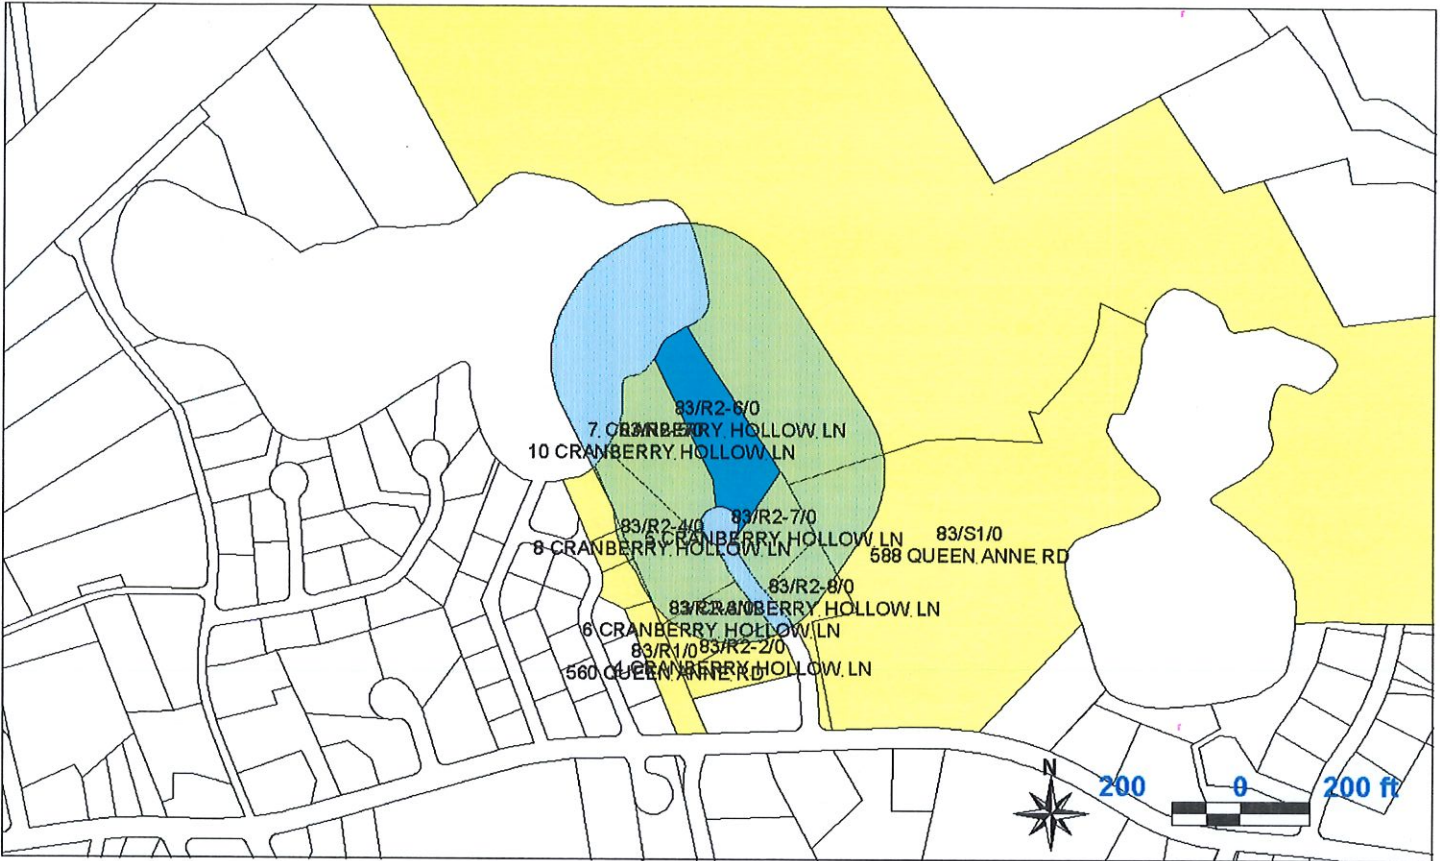 83/R2-6/0
7 CRANBERRY HOLLOW LN
10 CRANBERRY HOLLOW LN
83/R2-7/0
83/R2-4/0
5 CRANBERRY HOLLOW LN
8 CRANBERRY HOLLOW LN
83/S1/0
588 QUEEN ANNE RD
83/R2-8/0
CRANBERRY HOLLOW LN
6 CRANBERRY HOLLOW LN
83/R1/0
83/R2-2/0
560 QUEEN ANNE RD
4 CRANBERRY HOLLOW LN
N
200 0 200 ft